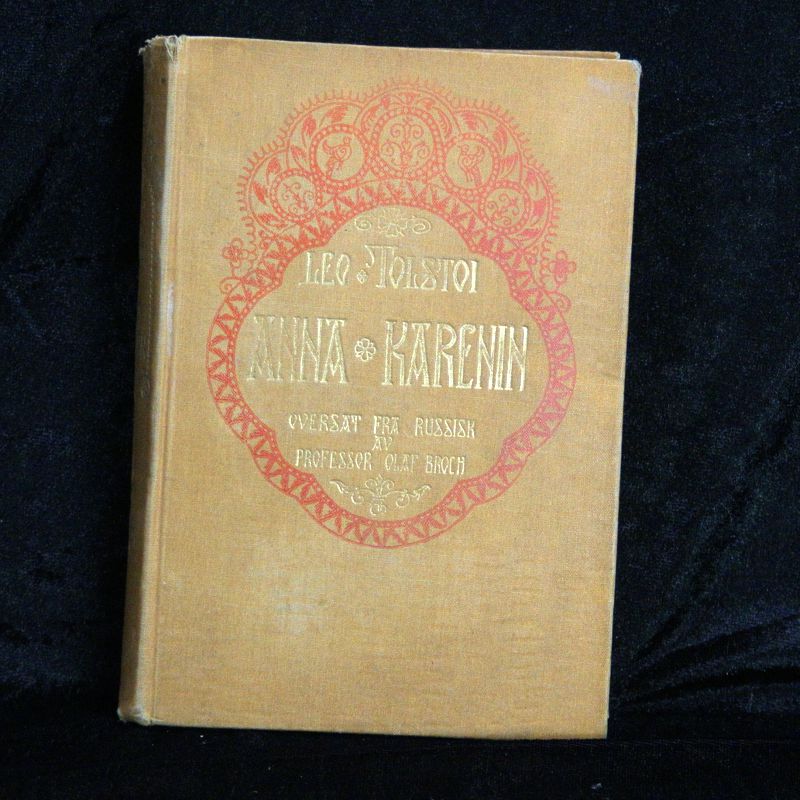 LEO TOLSTOI
ANNA KARENIN
OVERSAT FRA RUSSISK
AV
PROFESSOR OLAF BROCH